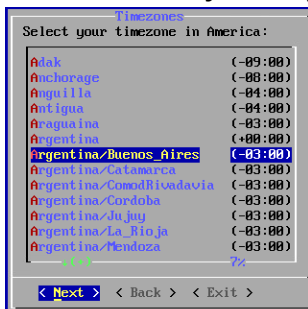 Timezones
Select your timezone in America:
Adak (-09:00)
Anchorage (-08:00)
Anguilla (-04:00)
Antigua (-04:00)
Araguaina (-03:00)
Argentina (+00:00)
Argentina/Buenos_Aires (-03:00)
Argentina/Catamarca (-03:00)
Argentina/ComodRivadavia (-03:00)
Argentina/Cordoba (-03:00)
Argentina/Jujuy (-03:00)
Argentina/La_Rioja (-03:00)
Argentina/Mendoza (-03:00)
↓(+) 7%
< Next > < Back > < Exit >